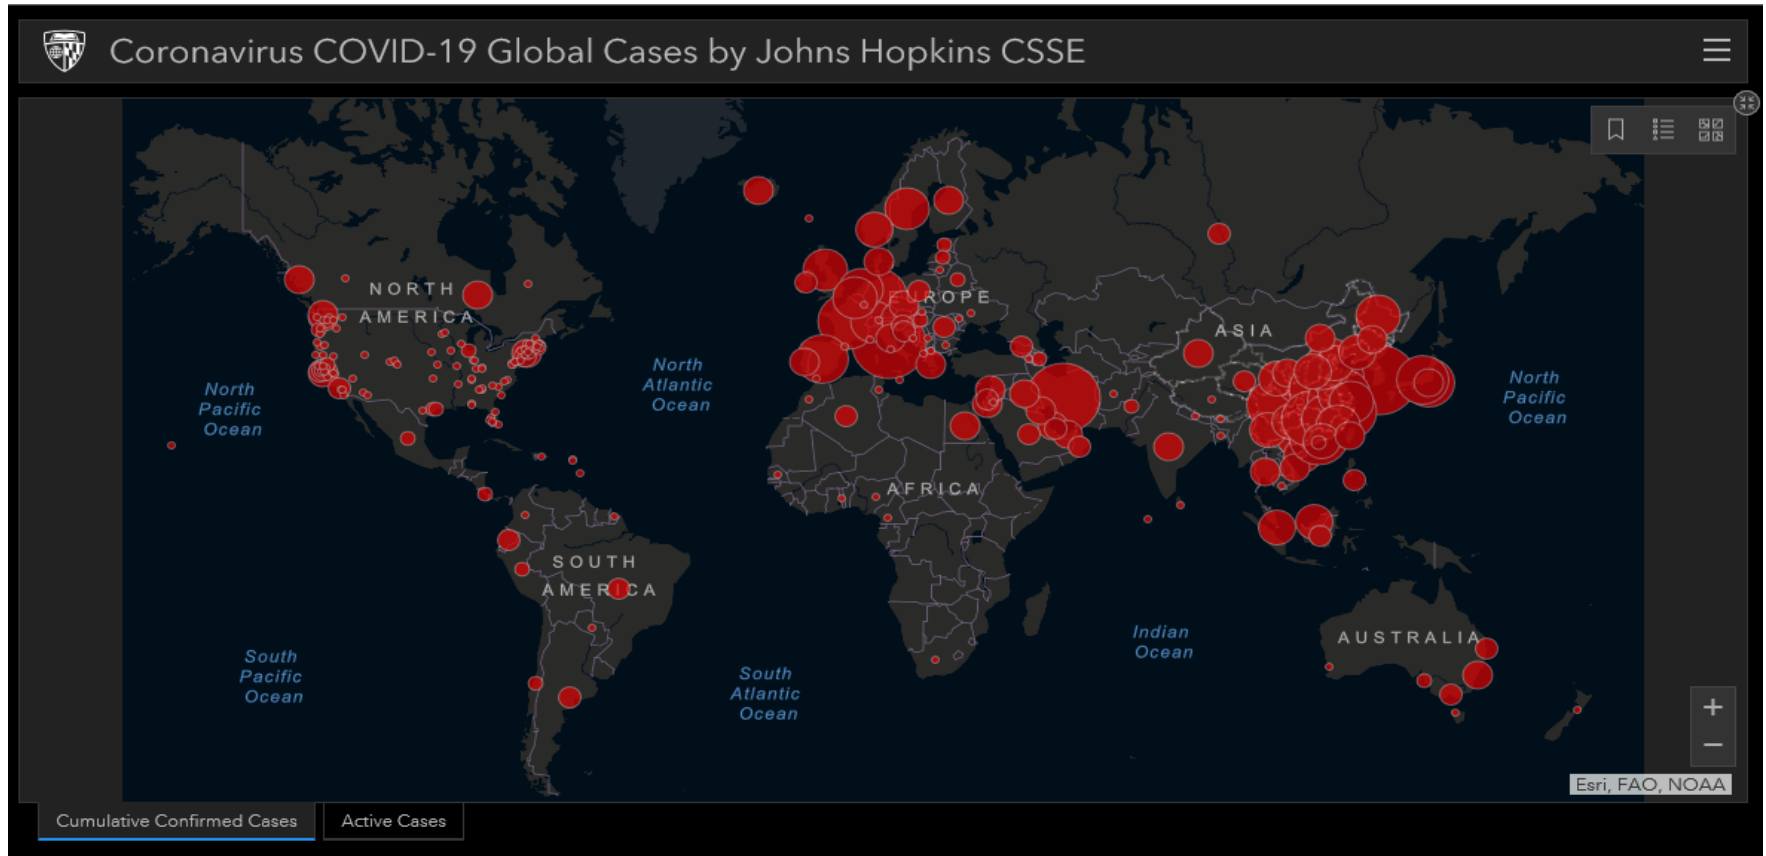 Coronavirus COVID-19 Global Cases by Johns Hopkins CSSE
NORTH
AMERICA
EUROPE
ASIA
North
Pacific
Ocean
North
Atlantic
Ocean
North
Pacific
Ocean
AFRICA
SOUTH
AMERICA
Indian
Ocean
AUSTRALIA
South
Pacific
Ocean
South
Atlantic
Ocean
+
−
Esri, FAO, NOAA
Cumulative Confirmed Cases
Active Cases